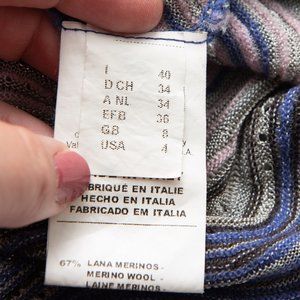 I 40
D CH 34
A NL 34
EFB 36
GB 8
USA 4
FABRIQUÉ EN ITALIE
HECHO EN ITALIA
FABRICADO EM ITALIA
67% LANA MERINOS -
MERINO WOOL -
LAINE MERINOS -